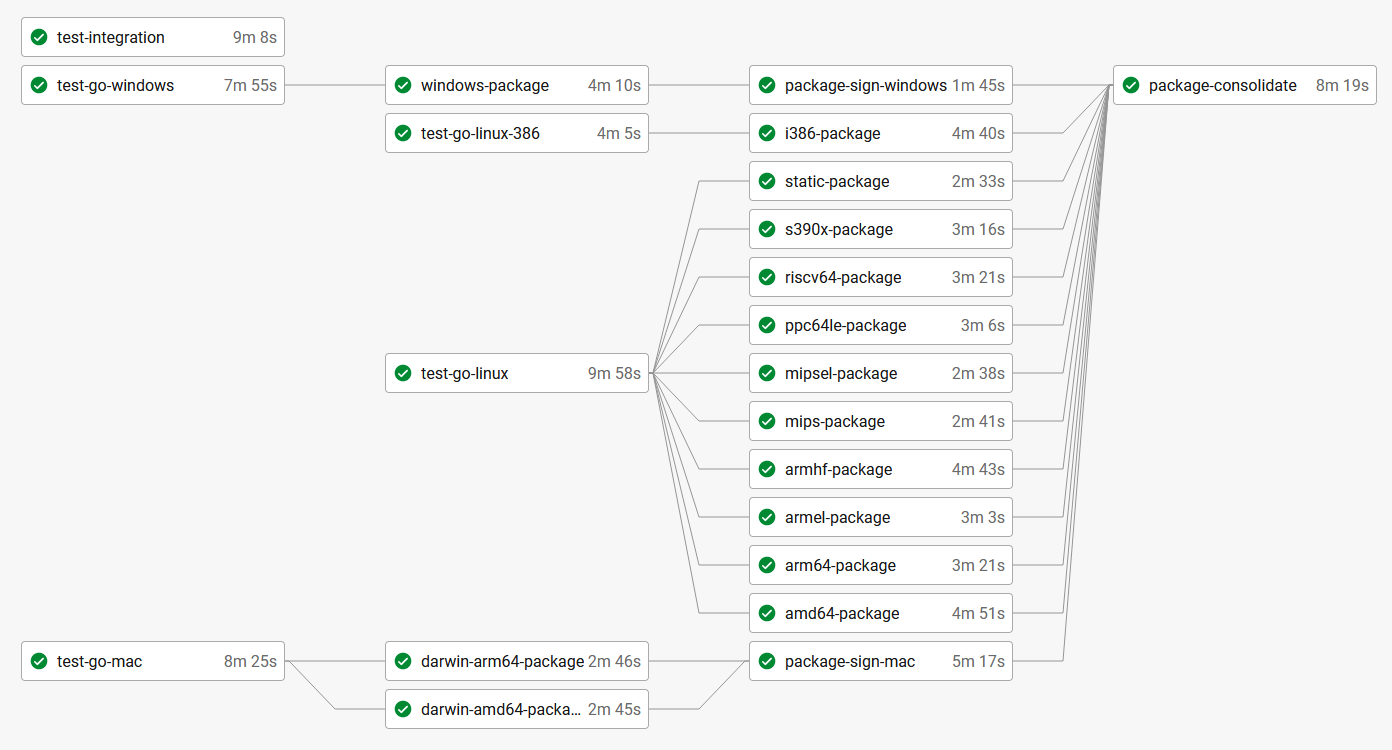 test-integration 9m 8s
test-go-windows 7m 55s
windows-package 4m 10s
package-sign-windows 1m 45s
package-consolidate 8m 19s
test-go-linux-386 4m 5s
i386-package 4m 40s
static-package 2m 33s
s390x-package 3m 16s
riscv64-package 3m 21s
ppc64le-package 3m 6s
test-go-linux 9m 58s
mipsel-package 2m 38s
mips-package 2m 41s
armhf-package 4m 43s
armel-package 3m 3s
arm64-package 3m 21s
amd64-package 4m 51s
test-go-mac 8m 25s
darwin-arm64-package 2m 46s
package-sign-mac 5m 17s
darwin-amd64-packa... 2m 45s